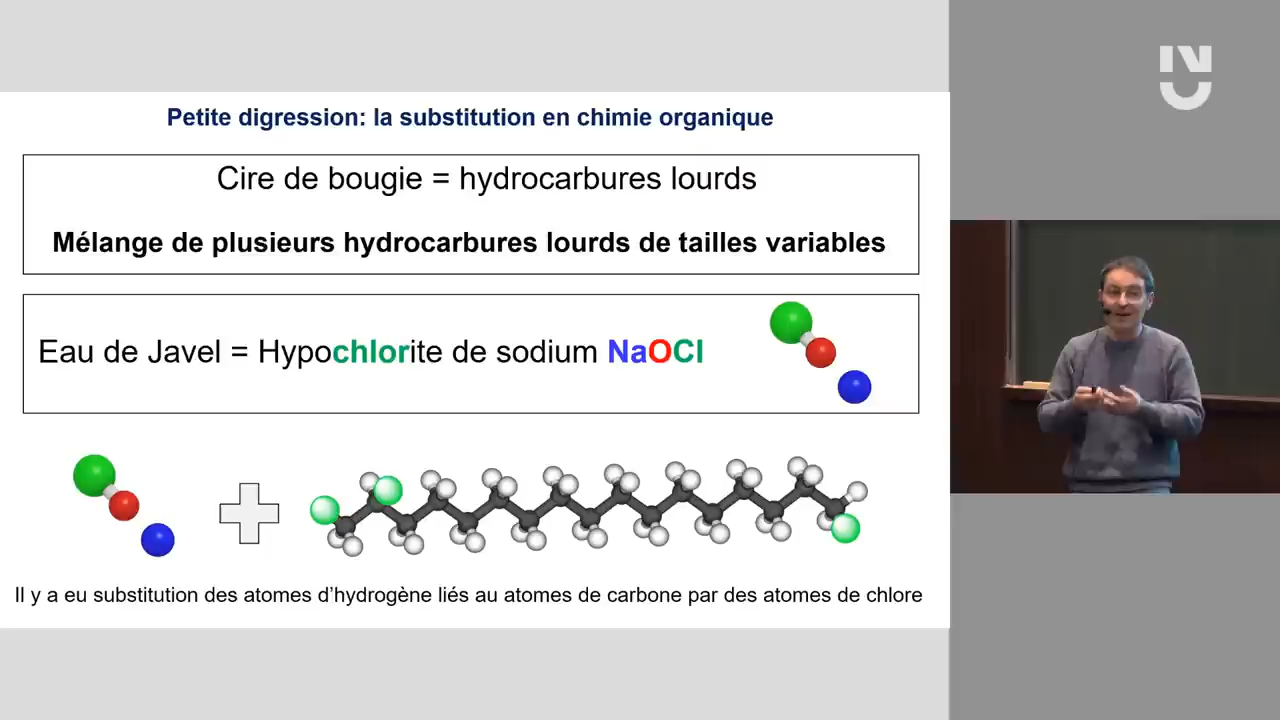 Petite digression: la substitution en chimie organique
Cire de bougie = hydrocarbures lourds
Mélange de plusieurs hydrocarbures lourds de tailles variables
Eau de Javel = Hypochlorite de sodium NaOCl
Il y a eu substitution des atomes d’hydrogène liés au atomes de carbone par des atomes de chlore